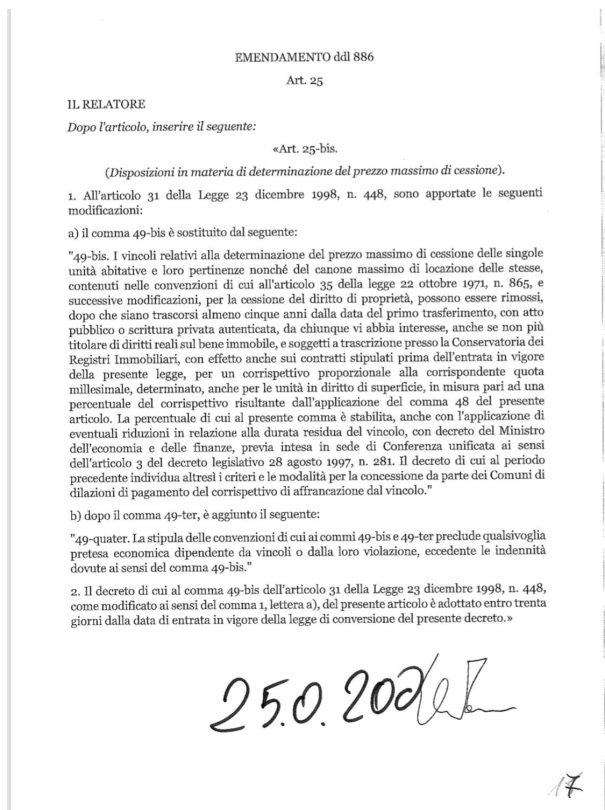 EMENDAMENTO ddl 886
Art. 25
IL RELATORE
Dopo l'articolo, inserire il seguente:
«Art. 25-bis.
(Disposizioni in materia di determinazione del prezzo massimo di cessione).
1. All'articolo 31 della Legge 23 dicembre 1998, n. 448, sono apportate le seguenti
modificazioni:
a) il comma 49-bis è sostituito dal seguente:
"49-bis. I vincoli relativi alla determinazione del prezzo massimo di cessione delle singole
unità abitative e loro pertinenze nonché del canone massimo di locazione delle stesse,
contenuti nelle convenzioni di cui all'articolo 35 della legge 22 ottobre 1971, n. 865, e
successive modificazioni, per la cessione del diritto di proprietà, possono essere rimossi,
dopo che siano trascorsi almeno cinque anni dalla data del primo trasferimento, con atto
pubblico o scrittura privata autenticata, da chiunque vi abbia interesse, anche se non più
titolare di diritti reali sul bene immobile, e soggetti a trascrizione presso la Conservatoria dei
Registri Immobiliari, con effetto anche sui contratti stipulati prima dell'entrata in vigore
della presente legge, per un corrispettivo proporzionale alla corrispondente quota
millesimale, determinato, anche per le unità in diritto di superficie, in misura pari ad una
percentuale del corrispettivo risultante dall'applicazione del comma 48 del presente
articolo. La percentuale di cui al presente comma è stabilita, anche con l'applicazione di
eventuali riduzioni in relazione alla durata residua del vincolo, con decreto del Ministro
dell'economia e delle finanze, previa intesa in sede di Conferenza unificata ai sensi
dell'articolo 3 del decreto legislativo 28 agosto 1997, n. 281. Il decreto di cui al periodo
precedente individua altresì i criteri e le modalità per la concessione da parte dei Comuni di
dilazioni di pagamento del corrispettivo di affrancazione dal vincolo."
b) dopo il comma 49-ter, è aggiunto il seguente:
"49-quater. La stipula delle convenzioni di cui ai commi 49-bis e 49-ter preclude qualsivoglia
pretesa economica dipendente da vincoli o dalla loro violazione, eccedente le indennità
dovute ai sensi del comma 49-bis."
2. Il decreto di cui al comma 49-bis dell'articolo 31 della Legge 23 dicembre 1998, n. 448,
come modificato ai sensi del comma 1, lettera a), del presente articolo è adottato entro trenta
giorni dalla data di entrata in vigore della legge di conversione del presente decreto.»
25.0.200
17